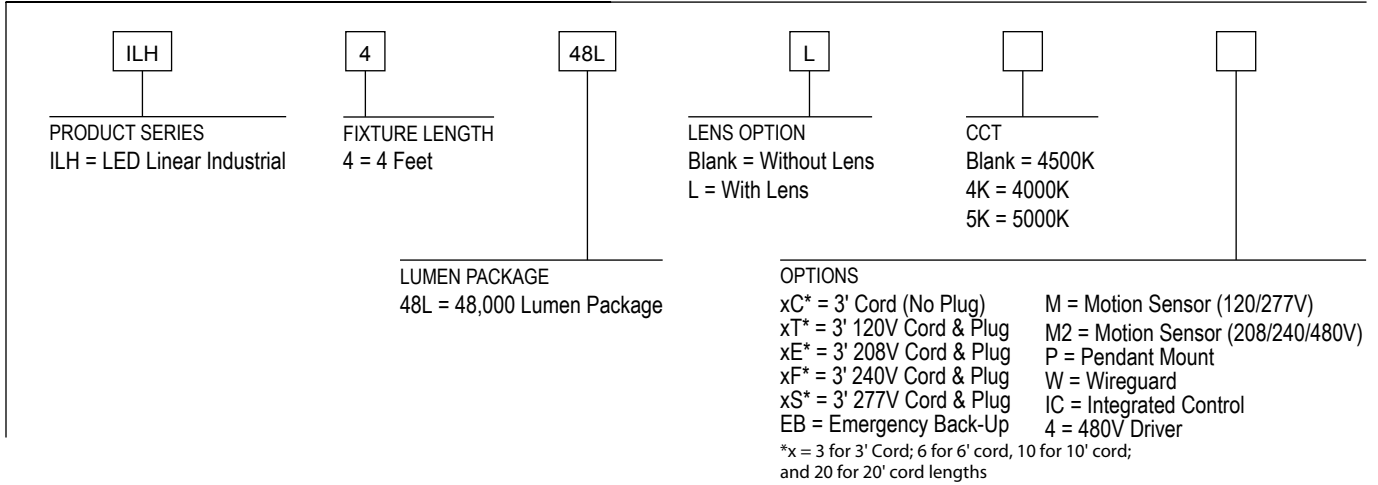 ILH
4
48L
L
PRODUCT SERIES
ILH = LED Linear Industrial
FIXTURE LENGTH
4 = 4 Feet
LENS OPTION
Blank = Without Lens
L = With Lens
CCT
Blank = 4500K
4K = 4000K
5K = 5000K
LUMEN PACKAGE
48L = 48,000 Lumen Package
OPTIONS
xC* = 3' Cord (No Plug)
xT* = 3' 120V Cord & Plug
xE* = 3' 208V Cord & Plug
xF* = 3' 240V Cord & Plug
xS* = 3' 277V Cord & Plug
EB = Emergency Back-Up
*x = 3 for 3' Cord; 6 for 6' cord, 10 for 10' cord;
and 20 for 20' cord lengths
M = Motion Sensor (120/277V)
M2 = Motion Sensor (208/240/480V)
P = Pendant Mount
W = Wireguard
IC = Integrated Control
4 = 480V Driver